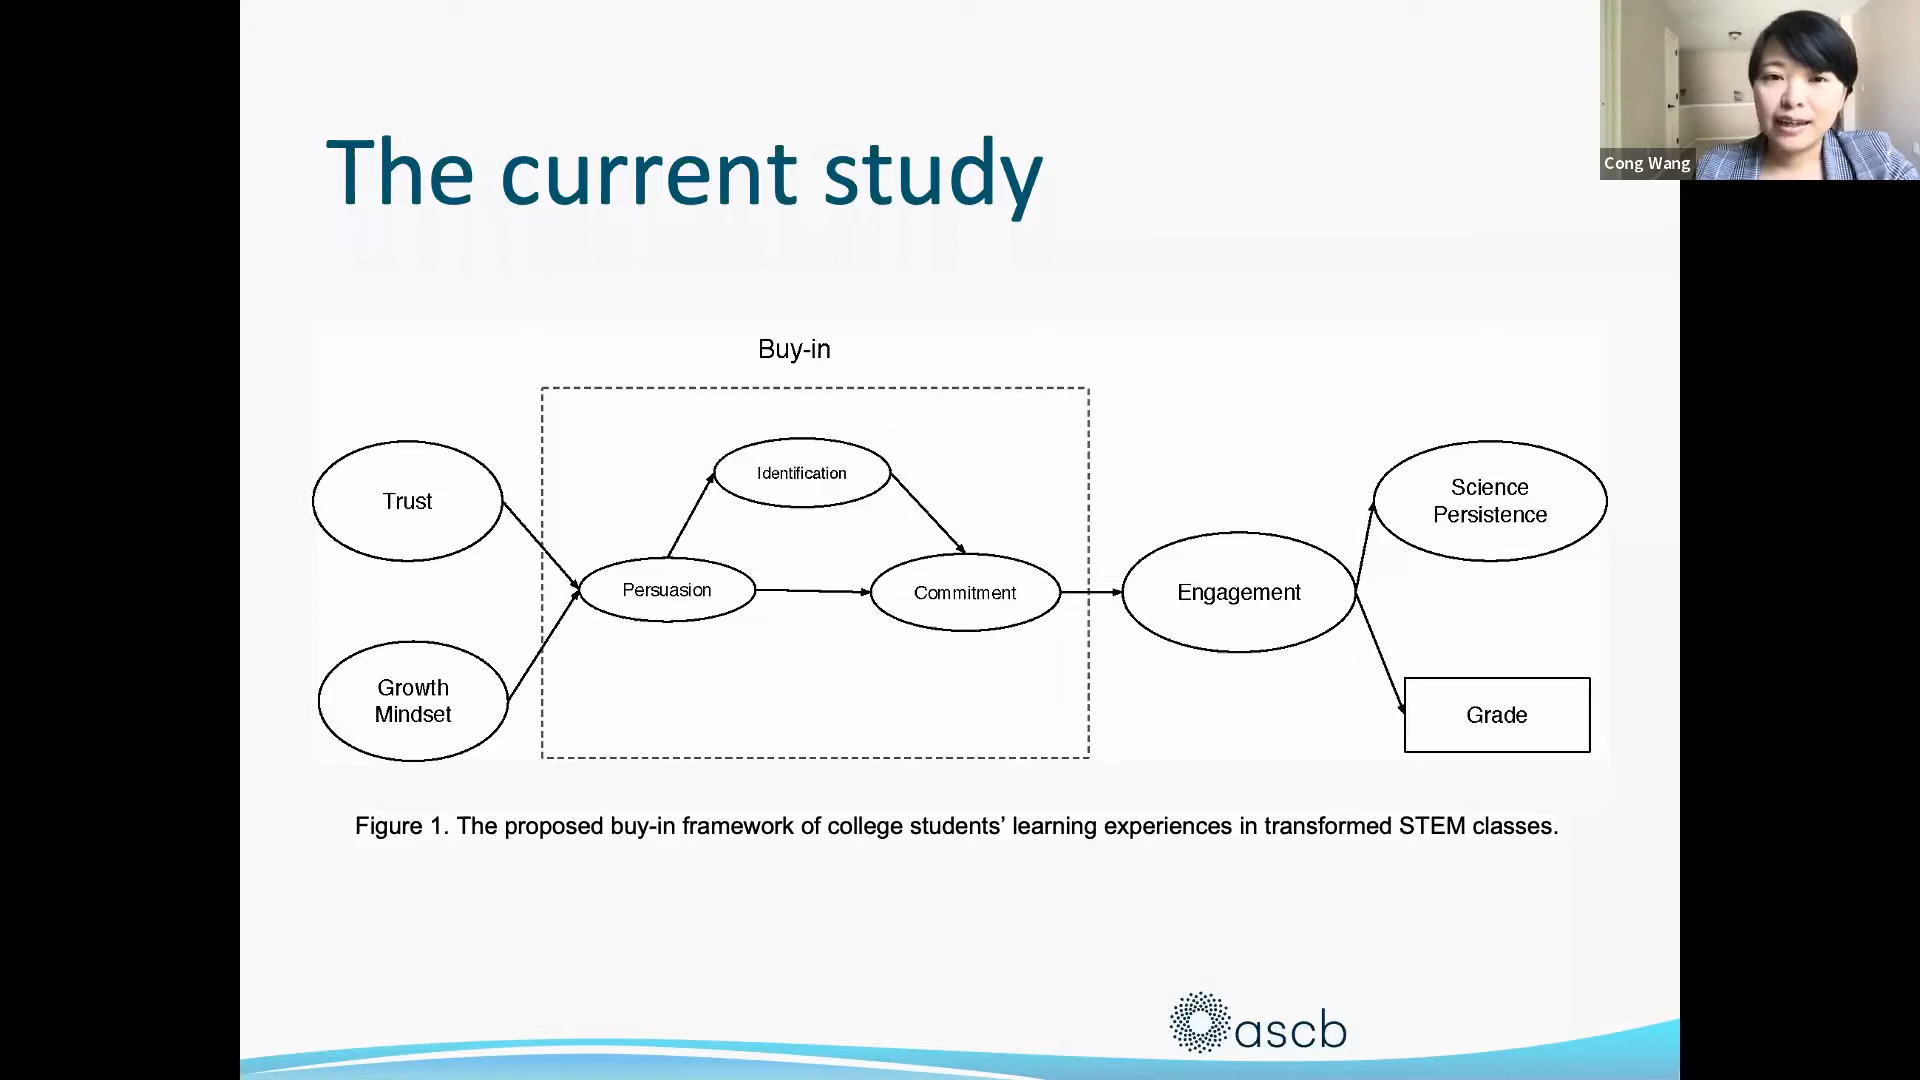 Cong Wang
The current study
Buy-in
Identification
Trust
Science
Persistence
Persuasion
Commitment
Engagement
Growth
Mindset
Grade
Figure 1. The proposed buy-in framework of college students’ learning experiences in transformed STEM classes.
ascb